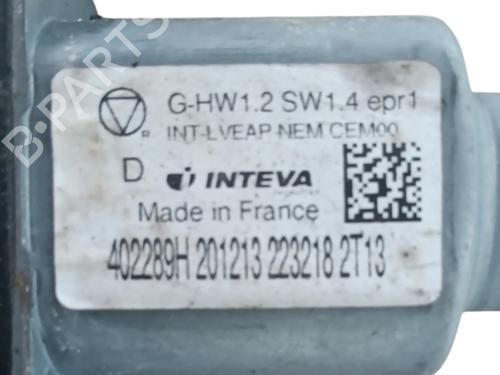 B-PARTS
G-HW1.2 SW1.4 epr1
R
INT-LVEAP NEM CEM00
D INTEVA
Made in France
402289H 201213 223218 2T13